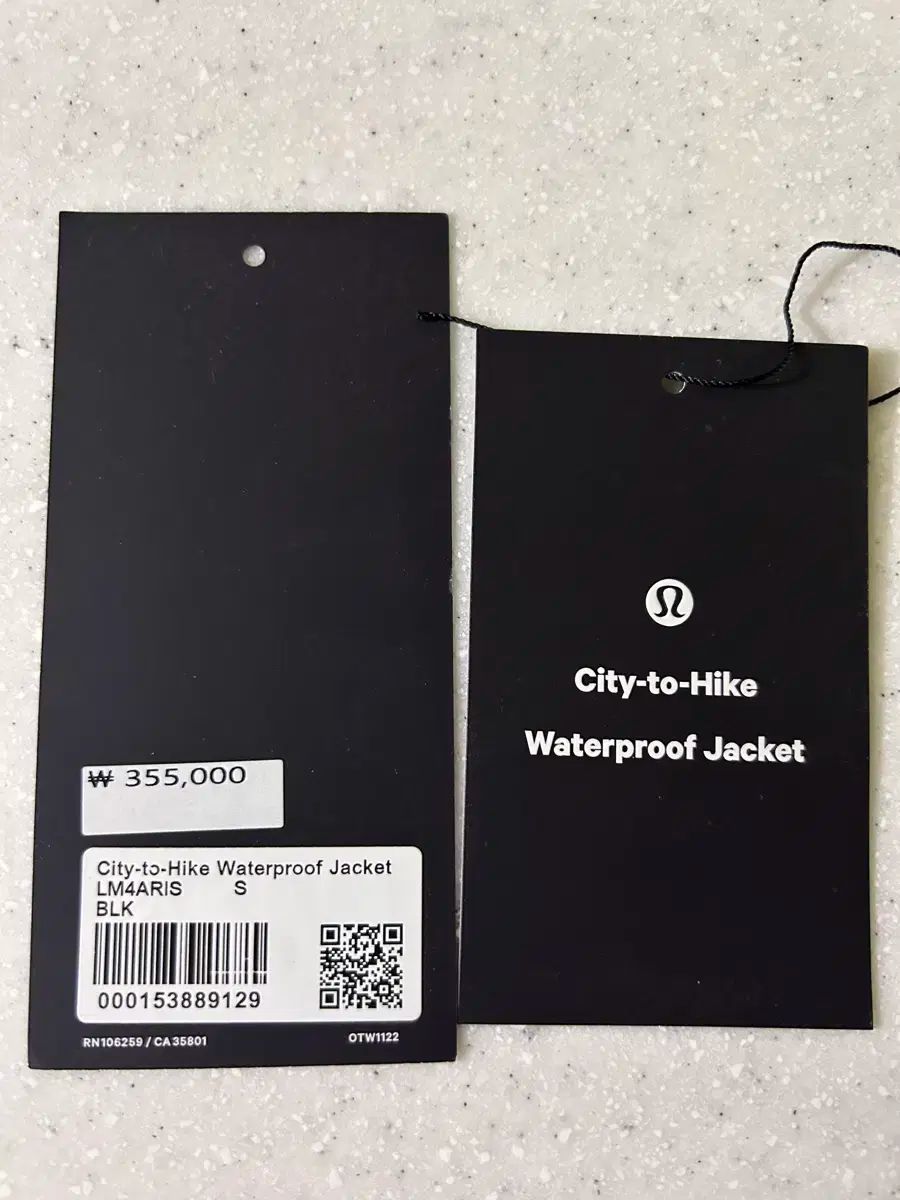 ₩ 355,000
City-to-Hike Waterproof Jacket
LM4ARIS S
BLK
000153889129
RN106259 / CA35801 OTW1122
City-to-Hike
Waterproof Jacket